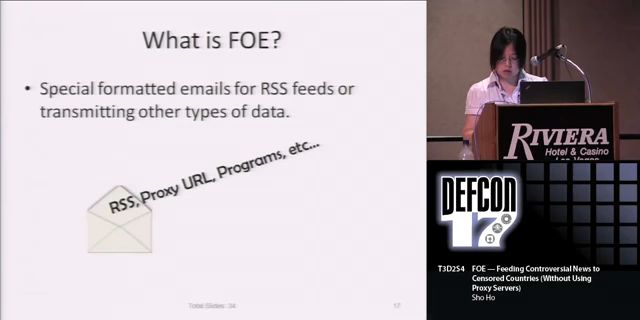 What is FOE?
• Special formatted emails for RSS feeds or
transmitting other types of data.
RSS, Proxy URL, Programs, etc...
Total Slides: 34
17
RIVIERA
Hotel & Casino
Las Vegas
DEFCON
17
T3D2S4
FOE — Feeding Controversial News to
Censored Countries (Without Using
Proxy Servers)
Sho Ho